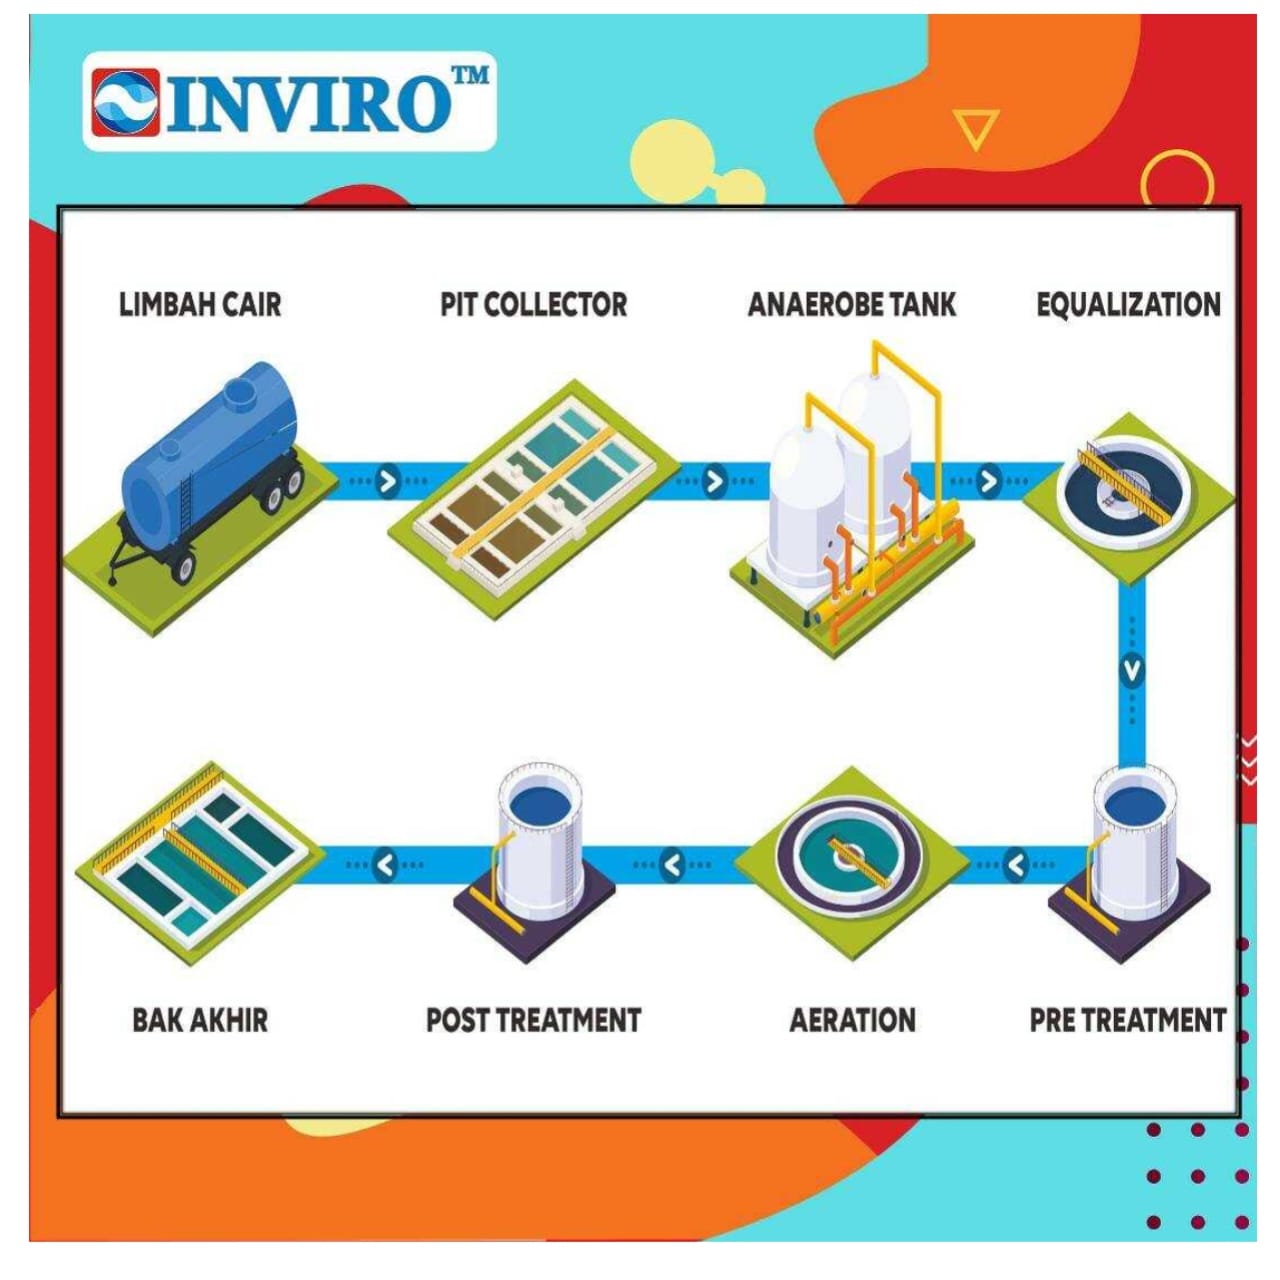 INVIRO™
LIMBAH CAIR
PIT COLLECTOR
ANAEROBE TANK
EQUALIZATION
BAK AKHIR
POST TREATMENT
AERATION
PRE TREATMENT